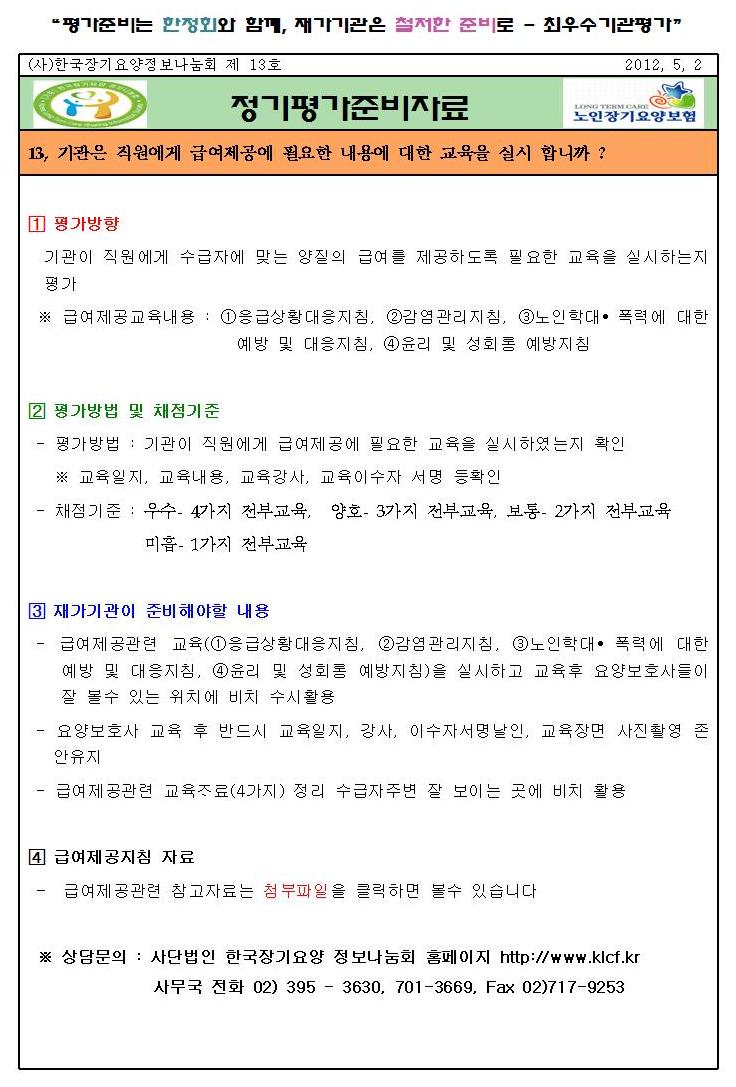 “평가준비는 한정회와 함께, 재가기관은 철저한 준비로 - 최우수기관평가”
(사)한국장기요양정보나눔회 제 13호 2012, 5, 2
정기평가준비자료
LONG TERM CARE
노인장기요양보험
13, 기관은 직원에게 급여제공에 필요한 내용에 대한 교육을 실시 합니까 ?
1 평가방향
기관이 직원에게 수급자에 맞는 양질의 급여를 제공하도록 필요한 교육을 실시하는지
평가
※ 급여제공교육내용 : ①응급상황대응지침, ②감염관리지침, ③노인학대• 폭력에 대한
예방 및 대응지침, ④윤리 및 성희롱 예방지침
2 평가방법 및 채점기준
- 평가방법 : 기관이 직원에게 급여제공에 필요한 교육을 실시하였는지 확인
※ 교육일지, 교육내용, 교육강사, 교육이수자 서명 등확인
- 채점기준 : 우수- 4가지 전부교육, 양호- 3가지 전부교육, 보통- 2가지 전부교육
미흡- 1가지 전부교육
3 재가기관이 준비해야할 내용
- 급여제공관련 교육(①응급상황대응지침, ②감염관리지침, ③노인학대• 폭력에 대한
예방 및 대응지침, ④윤리 및 성희롱 예방지침)을 실시하고 교육후 요양보호사들이
잘 볼수 있는 위치에 비치 수시활용
- 요양보호사 교육 후 반드시 교육일지, 강사, 이수자서명날인, 교육장면 사진촬영 존
안유지
- 급여제공관련 교육자료(4가지) 정리 수급자주변 잘 보이는 곳에 비치 활용
4 급여제공지침 자료
- 급여제공관련 참고자료는 첨부파일을 클릭하면 볼수 있습니다
※ 상담문의 : 사단법인 한국장기요양 정보나눔회 홈페이지 http://www.klcf.kr
사무국 전화 02) 395 - 3630, 701-3669, Fax 02)717-9253